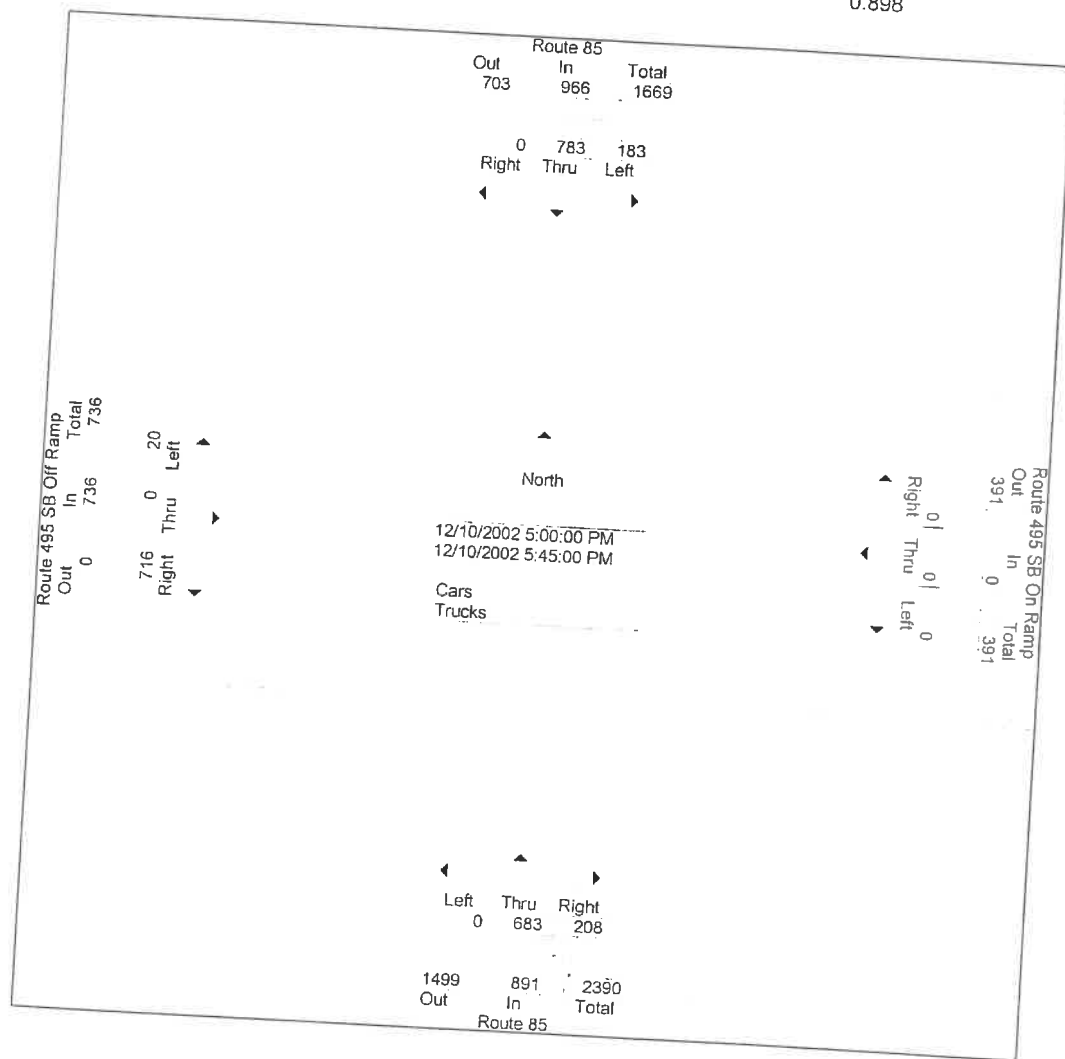 0.898
Route 85
Out In Total
703 966 1669
0 783 183
Right Thru Left
Route 495 SB Off Ramp
Out In Total
0 736 736
716 0 20
Right Thru Left
North
12/10/2002 5:00:00 PM
12/10/2002 5:45:00 PM
Cars
Trucks
Route 495 SB On Ramp
Out In Total
391 0 391
0 0 0
Right Thru Left
Left Thru Right
0 683 208
1499 891 2390
Out In Total
Route 85